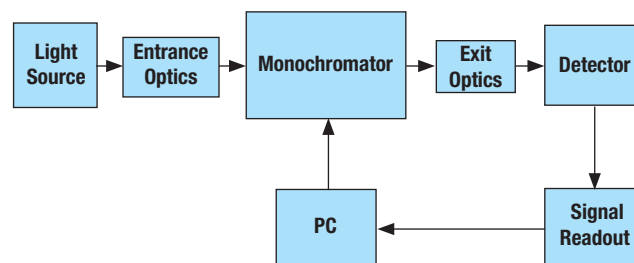 Light
Source
Entrance
Optics
Monochromator
Exit
Optics
Detector
PC
Signal
Readout